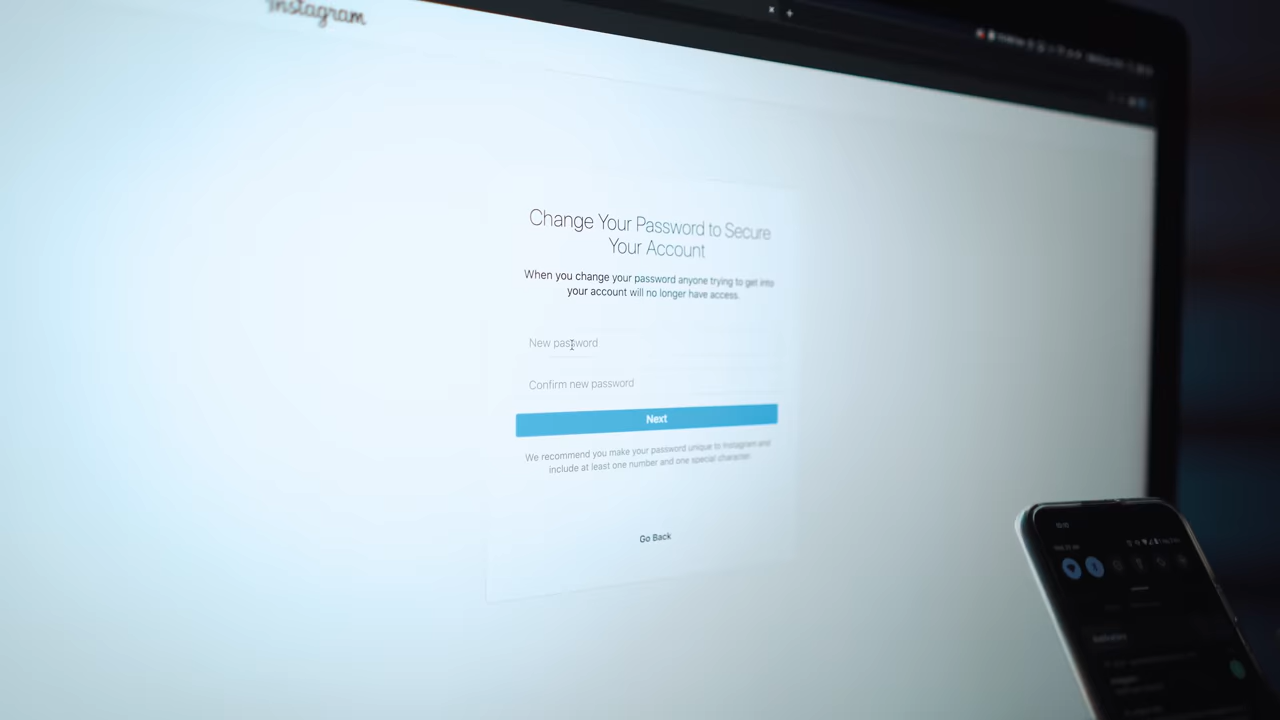 Instagram
Change Your Password to Secure
Your Account
When you change your password anyone trying to get into
your account will no longer have access.
New password
Confirm new password
Next
We recommend you make your password unique to Instagram and
include at least one number and one special character.
Go Back